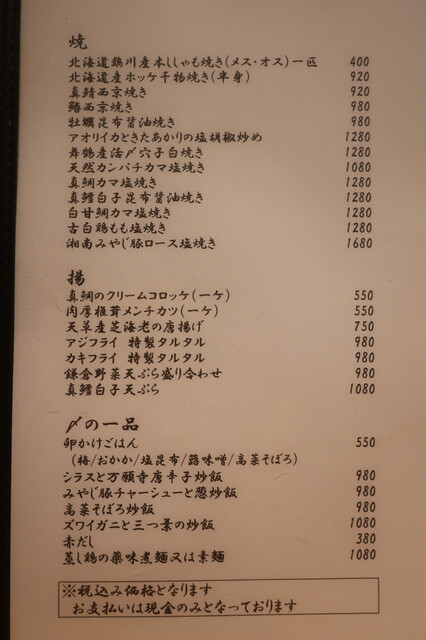 焼
北海道鵡川産本ししゃも焼き(メス・オス)一匹 400
北海道産ホッケ干物焼き(半身) 920
真鯖西京焼き 920
鰆西京焼き 980
牡蠣昆布醤油焼き 980
アオリイカときたあかりの塩胡椒炒め 1280
舞鶴産活〆穴子白焼き 1280
天然カンパチカマ塩焼き 1080
真鯛カマ塩焼き 1280
真鱈白子昆布醤油焼き 1280
白甘鯛カマ塩焼き 1280
古白鶏もも塩焼き 1280
湘南みやじ豚ロース塩焼き 1680
揚
真鯛のクリームコロッケ(一ケ) 550
肉厚椎茸メンチカツ(一ケ) 550
天草産芝海老の唐揚げ 750
アジフライ 特製タルタル 980
カキフライ 特製タルタル 980
鎌倉野菜天ぷら盛り合わせ 980
真鱈白子天ぷら 1080
〆の一品
卵かけごはん 550
(梅/おかか/塩昆布/蕗味噌/高菜そぼろ)
シラスと万願寺唐辛子炒飯 980
みやじ豚チャーシューと葱炒飯 980
高菜そぼろ炒飯 980
ズワイガニと三つ葉の炒飯 1080
赤だし 380
蒸し鶏の薬味煮麺又は素麺 1080
※税込み価格となります
お支払いは現金のみとなっております